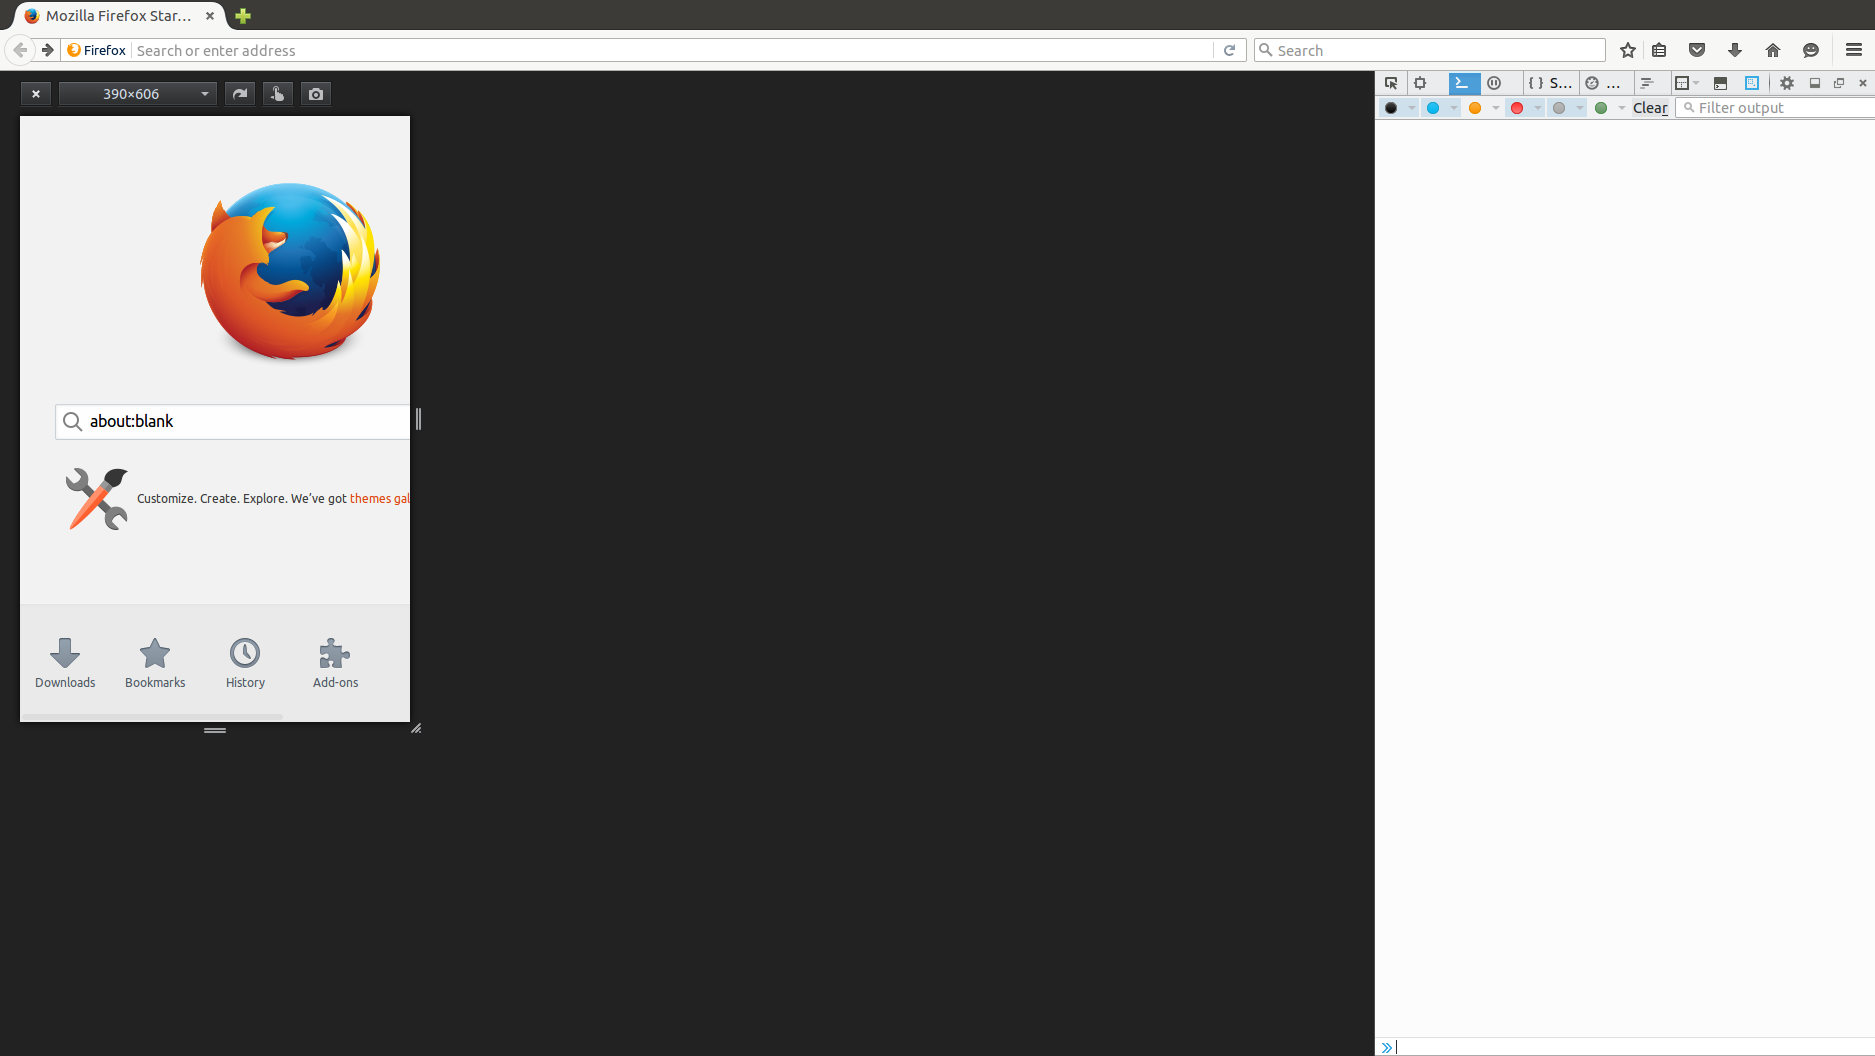 Mozilla Firefox Star...
Firefox Search or enter address
Search
390×606
S...
...
Clear Filter output
about:blank
Customize. Create. Explore. We've got themes gal
Downloads Bookmarks History Add-ons